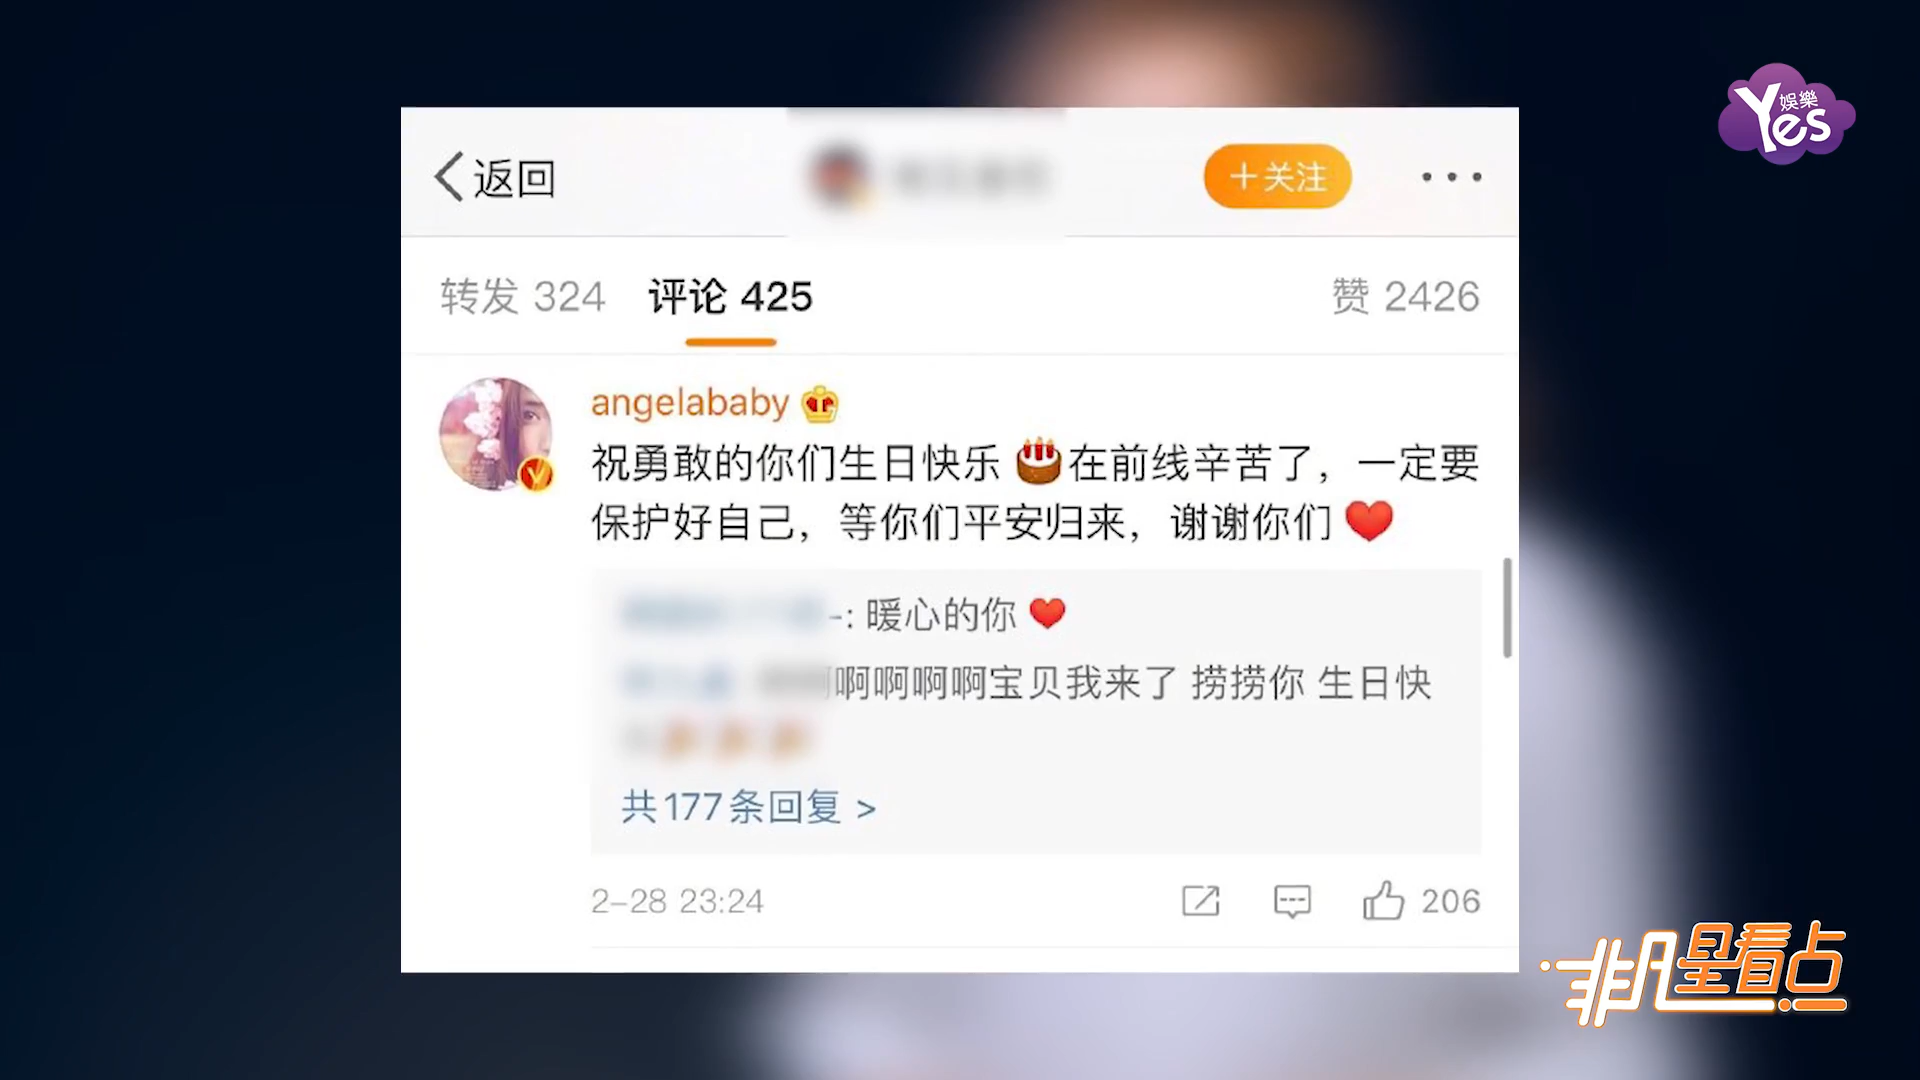 Yes 娛樂
返回
+关注
转发 324 评论 425 赞 2426
angelababy
祝勇敢的你们生日快乐 🎂在前线辛苦了，一定要
保护好自己，等你们平安归来，谢谢你们 ❤️
-: 暖心的你 ❤️
啊啊啊啊宝贝我来了 捞捞你 生日快
共177条回复 >
2-28 23:24 206
非凡星看点